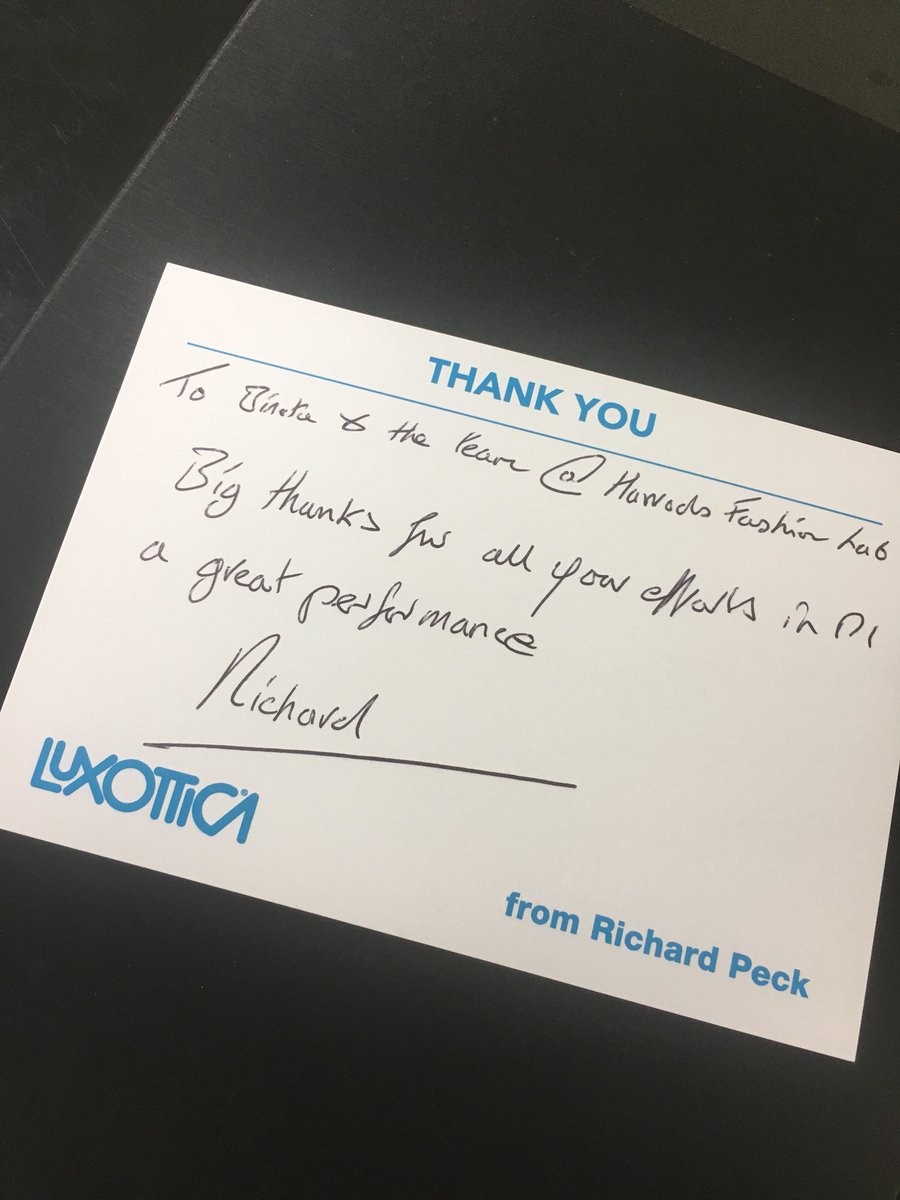 THANK YOU
To & the team @ Harrods Fashion Lab
Big thanks for all your efforts in
a great performance
Richard
LUXOTTICA®
from Richard Peck